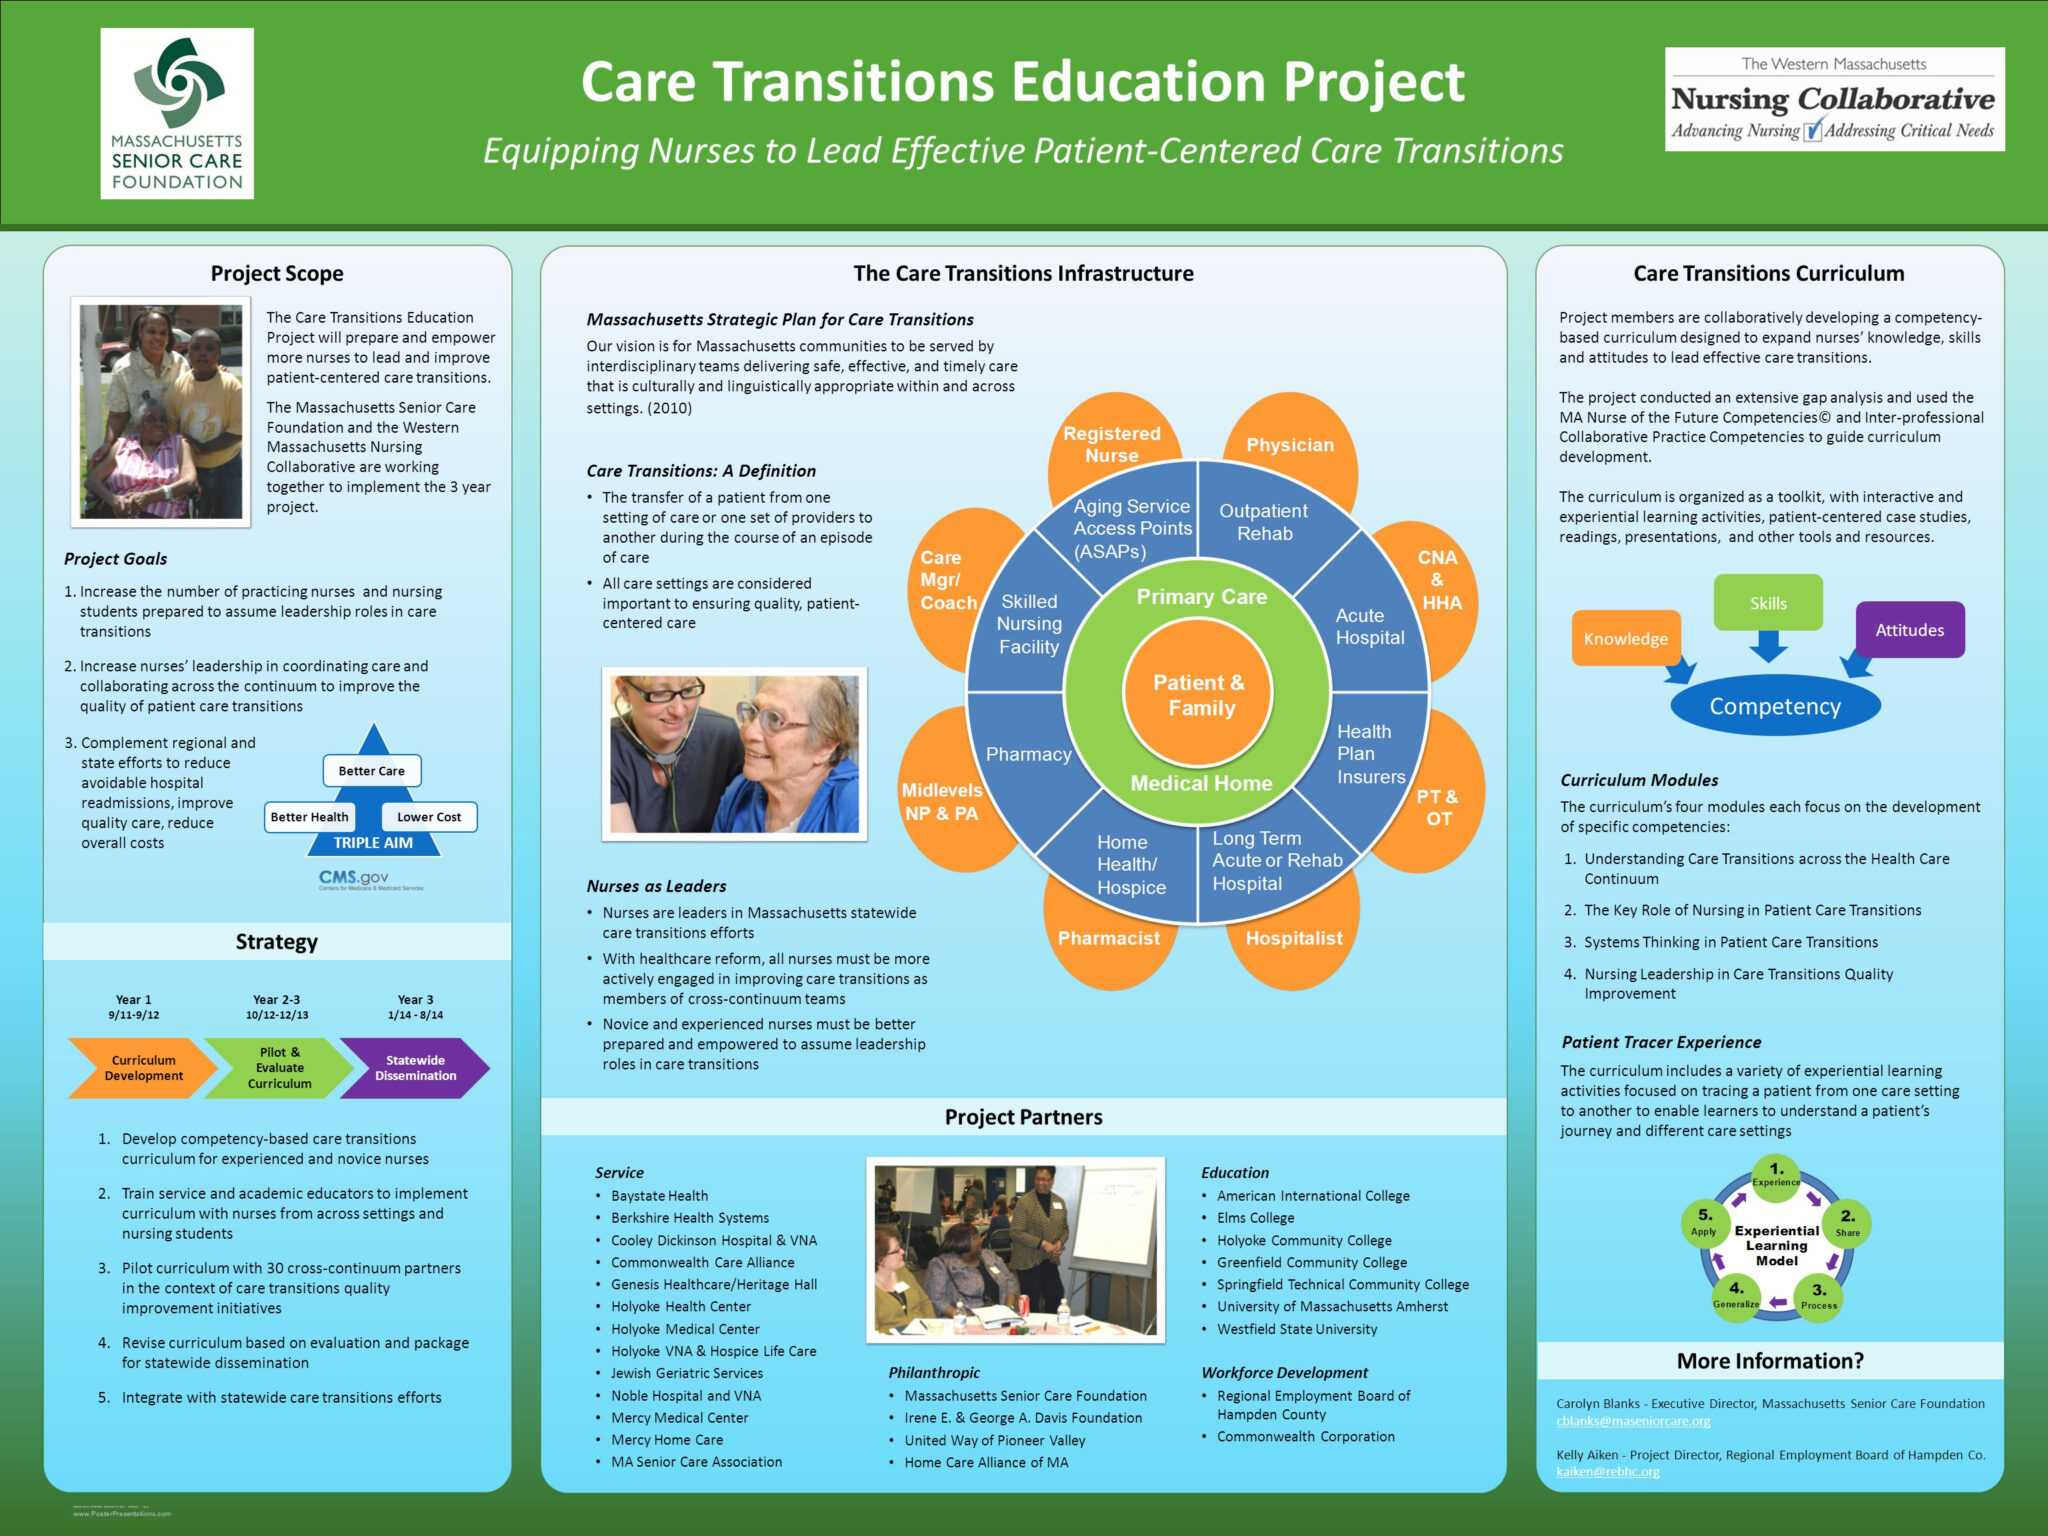 MASSACHUSETTS
SENIOR CARE
FOUNDATION
Care Transitions Education Project
Equipping Nurses to Lead Effective Patient-Centered Care Transitions
The Western Massachusetts
Nursing Collaborative
Advancing Nursing Addressing Critical Needs
Project Scope
The Care Transitions Education
Project will prepare and empower
more nurses to lead and improve
patient-centered care transitions.
The Massachusetts Senior Care
Foundation and the Western
Massachusetts Nursing
Collaborative are working
together to implement the 3 year
project.
Project Goals
1. Increase the number of practicing nurses and nursing
students prepared to assume leadership roles in care
transitions
2. Increase nurses’ leadership in coordinating care and
collaborating across the continuum to improve the
quality of patient care transitions
3. Complement regional and
state efforts to reduce
avoidable hospital
readmissions, improve
quality care, reduce
overall costs
Better Care
Better Health
Lower Cost
TRIPLE AIM
CMS.gov
Centers for Medicare & Medicaid Services
Strategy
Year 1
9/11-9/12
Year 2-3
10/12-12/13
Year 3
1/14 - 8/14
Curriculum
Development
Pilot &
Evaluate
Curriculum
Statewide
Dissemination
1. Develop competency-based care transitions
curriculum for experienced and novice nurses
2. Train service and academic educators to implement
curriculum with nurses from across settings and
nursing students
3. Pilot curriculum with 30 cross-continuum partners
in the context of care transitions quality
improvement initiatives
4. Revise curriculum based on evaluation and package
for statewide dissemination
5. Integrate with statewide care transitions efforts
The Care Transitions Infrastructure
Massachusetts Strategic Plan for Care Transitions
Our vision is for Massachusetts communities to be served by
interdisciplinary teams delivering safe, effective, and timely care
that is culturally and linguistically appropriate within and across
settings. (2010)
Care Transitions: A Definition
• The transfer of a patient from one
setting of care or one set of providers to
another during the course of an episode
of care
• All care settings are considered
important to ensuring quality, patient-
centered care
Nurses as Leaders
• Nurses are leaders in Massachusetts statewide
care transitions efforts
• With healthcare reform, all nurses must be more
actively engaged in improving care transitions as
members of cross-continuum teams
• Novice and experienced nurses must be better
prepared and empowered to assume leadership
roles in care transitions
Registered
Nurse
Physician
CNA
&
HHA
PT &
OT
Hospitalist
Pharmacist
Midlevels
NP & PA
Care
Mgr/
Coach
Aging Service
Access Points
(ASAPs)
Outpatient
Rehab
Acute
Hospital
Health
Plan
Insurers
Long Term
Acute or Rehab
Hospital
Home
Health/
Hospice
Pharmacy
Skilled
Nursing
Facility
Primary Care
Patient &
Family
Medical Home
Project Partners
Service
• Baystate Health
• Berkshire Health Systems
• Cooley Dickinson Hospital & VNA
• Commonwealth Care Alliance
• Genesis Healthcare/Heritage Hall
• Holyoke Health Center
• Holyoke Medical Center
• Holyoke VNA & Hospice Life Care
• Jewish Geriatric Services
• Noble Hospital and VNA
• Mercy Medical Center
• Mercy Home Care
• MA Senior Care Association
Philanthropic
• Massachusetts Senior Care Foundation
• Irene E. & George A. Davis Foundation
• United Way of Pioneer Valley
• Home Care Alliance of MA
Education
• American International College
• Elms College
• Holyoke Community College
• Greenfield Community College
• Springfield Technical Community College
• University of Massachusetts Amherst
• Westfield State University
Workforce Development
• Regional Employment Board of
Hampden County
• Commonwealth Corporation
Care Transitions Curriculum
Project members are collaboratively developing a competency-
based curriculum designed to expand nurses’ knowledge, skills
and attitudes to lead effective care transitions.
The project conducted an extensive gap analysis and used the
MA Nurse of the Future Competencies© and Inter-professional
Collaborative Practice Competencies to guide curriculum
development.
The curriculum is organized as a toolkit, with interactive and
experiential learning activities, patient-centered case studies,
readings, presentations, and other tools and resources.
Knowledge
Skills
Attitudes
Competency
Curriculum Modules
The curriculum’s four modules each focus on the development
of specific competencies:
1. Understanding Care Transitions across the Health Care
Continuum
2. The Key Role of Nursing in Patient Care Transitions
3. Systems Thinking in Patient Care Transitions
4. Nursing Leadership in Care Transitions Quality
Improvement
Patient Tracer Experience
The curriculum includes a variety of experiential learning
activities focused on tracing a patient from one care setting
to another to enable learners to understand a patient’s
journey and different care settings
1.
Experience
2.
Share
3.
Process
4.
Generalize
5.
Apply
Experiential
Learning
Model
More Information?
Carolyn Blanks - Executive Director, Massachusetts Senior Care Foundation
cblanks@maseniorcare.org
Kelly Aiken - Project Director, Regional Employment Board of Hampden Co.
kaiken@rebhc.org
www.PosterPresentations.com